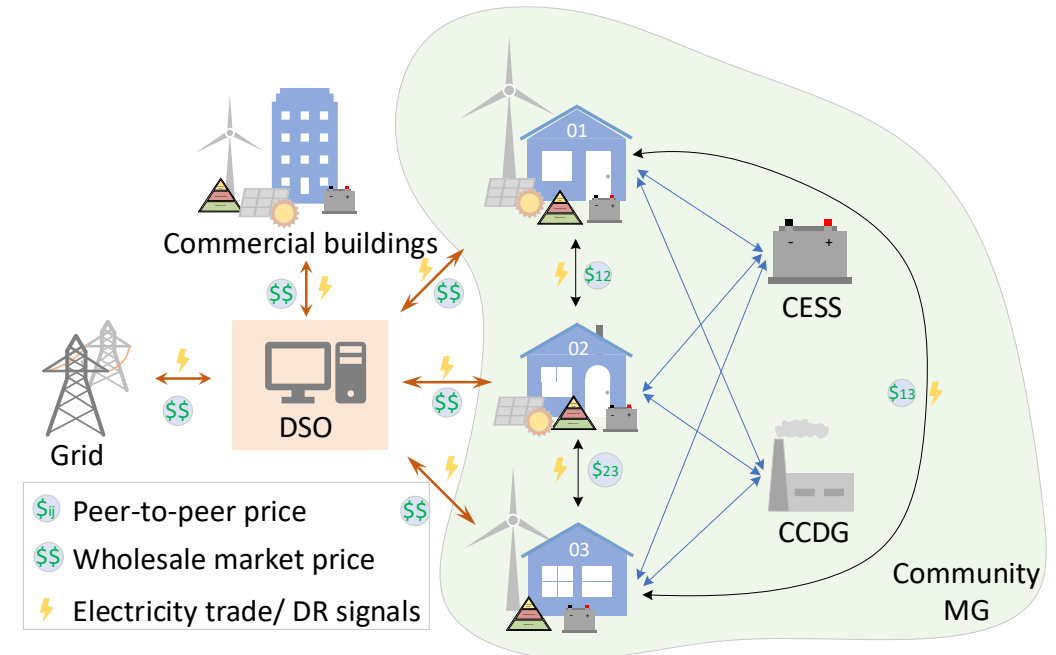 01
Commercial buildings
$$
$$
$12
CESS
02
$$
$$
DSO
Grid
$13
$23
$ij Peer-to-peer price
$$
CCDG
$$ Wholesale market price
03
Community
MG
Electricity trade/ DR signals
- +